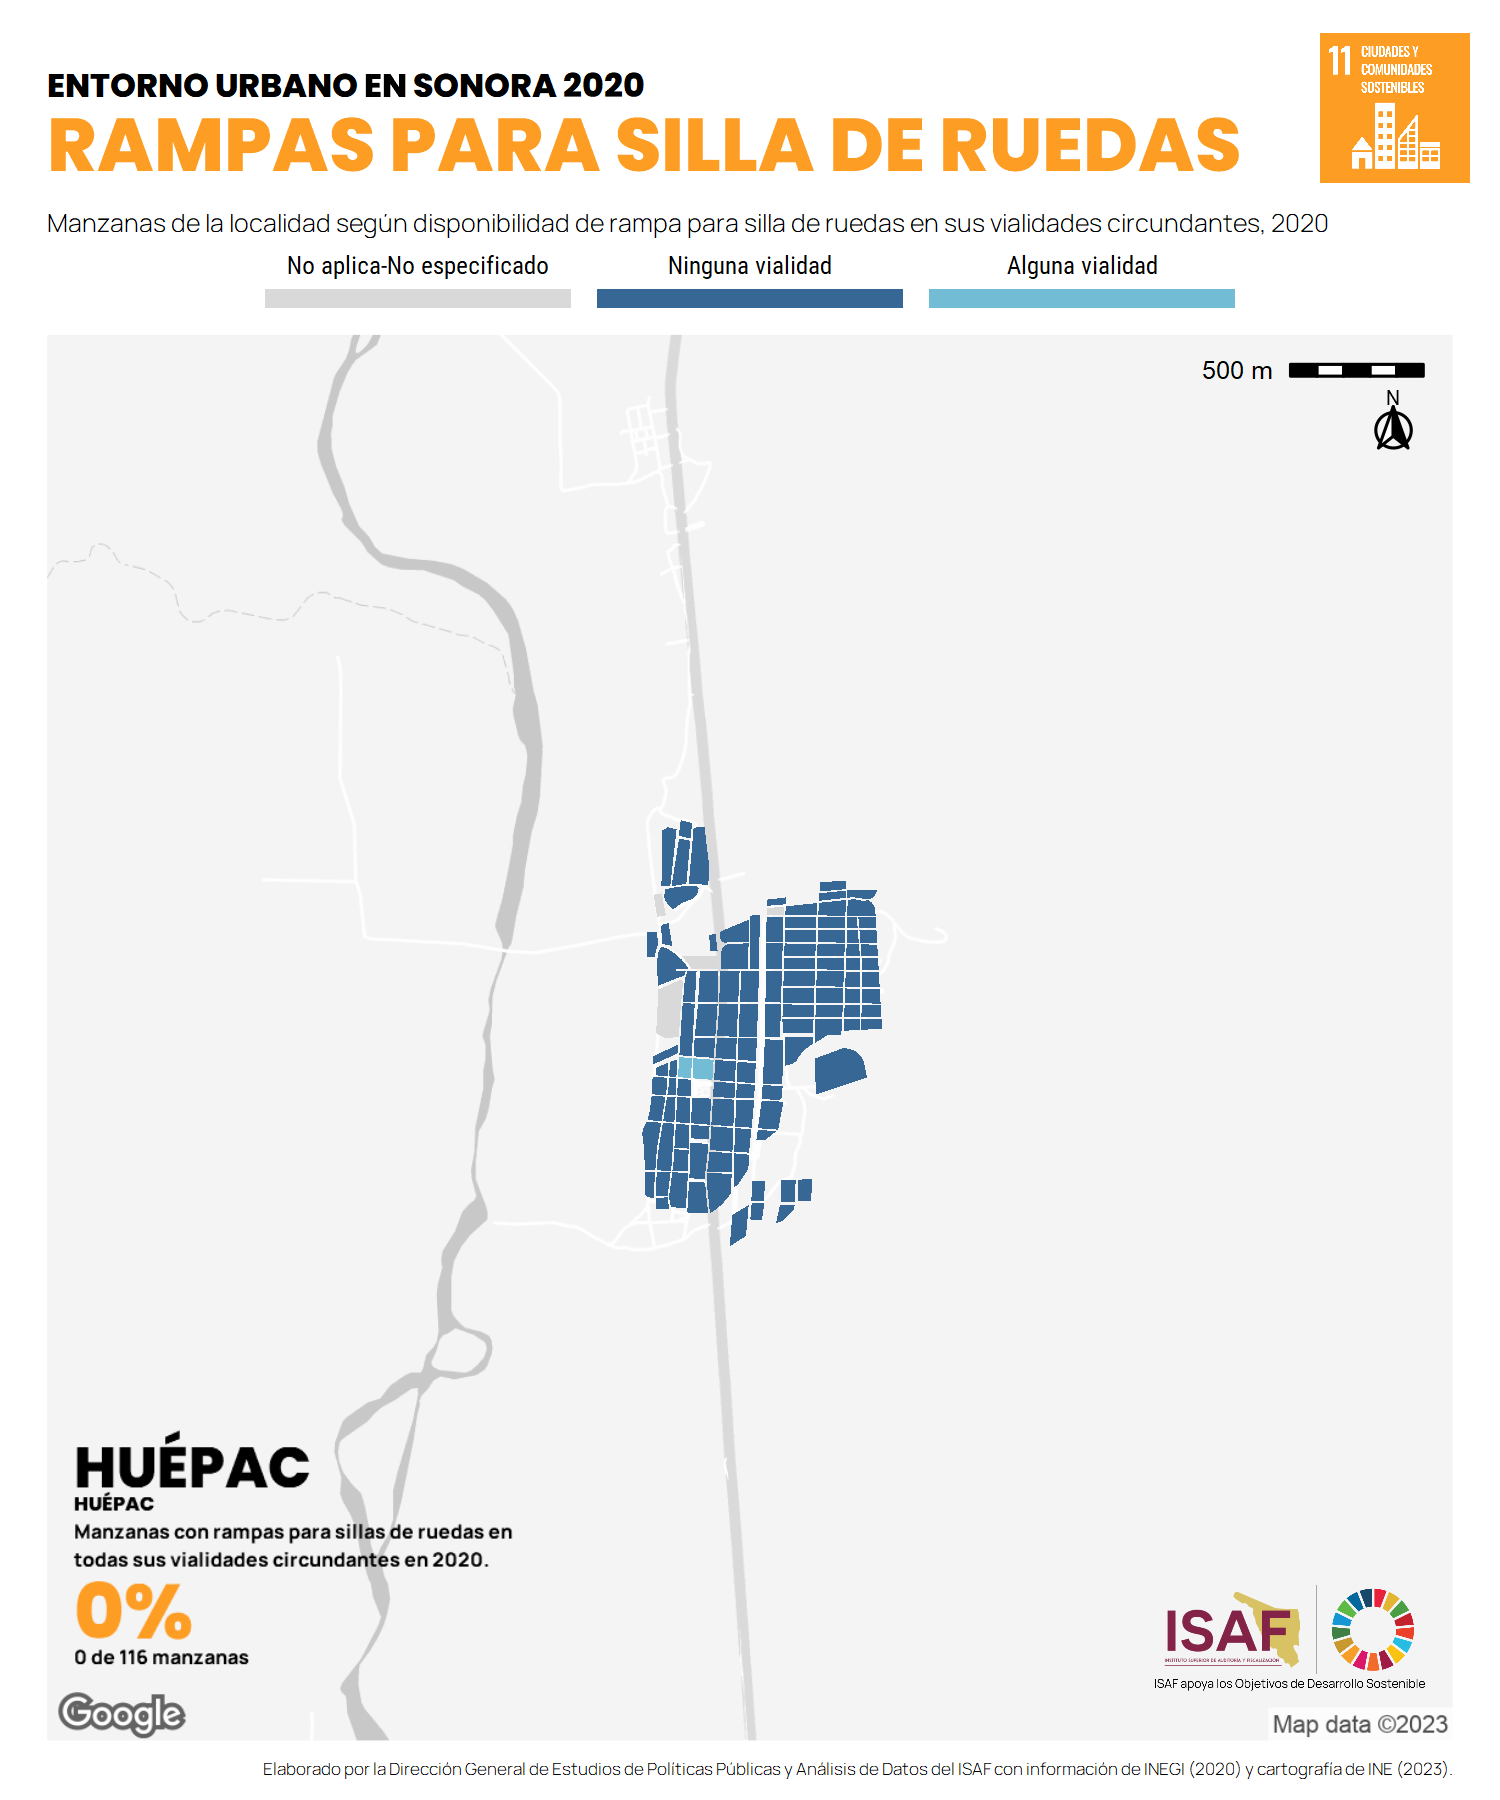 ENTORNO URBANO EN SONORA 2020
RAMPAS PARA SILLA DE RUEDAS
11 CIUDADES Y
COMUNIDADES
SOSTENIBLES
Manzanas de la localidad según disponibilidad de rampa para silla de ruedas en sus vialidades circundantes, 2020
No aplica-No especificado Ninguna vialidad Alguna vialidad
500 m
N
HUÉPAC
HUÉPAC
Manzanas con rampas para sillas de ruedas en
todas sus vialidades circundantes en 2020.
0%
0 de 116 manzanas
ISAF
INSTITUTO SUPERIOR DE AUDITORÍA Y FISCALIZACIÓN
ISAF apoya los Objetivos de Desarrollo Sostenible
Google
Map data ©2023
Elaborado por la Dirección General de Estudios de Políticas Públicas y Análisis de Datos del ISAF con información de INEGI (2020) y cartografía de INE (2023).